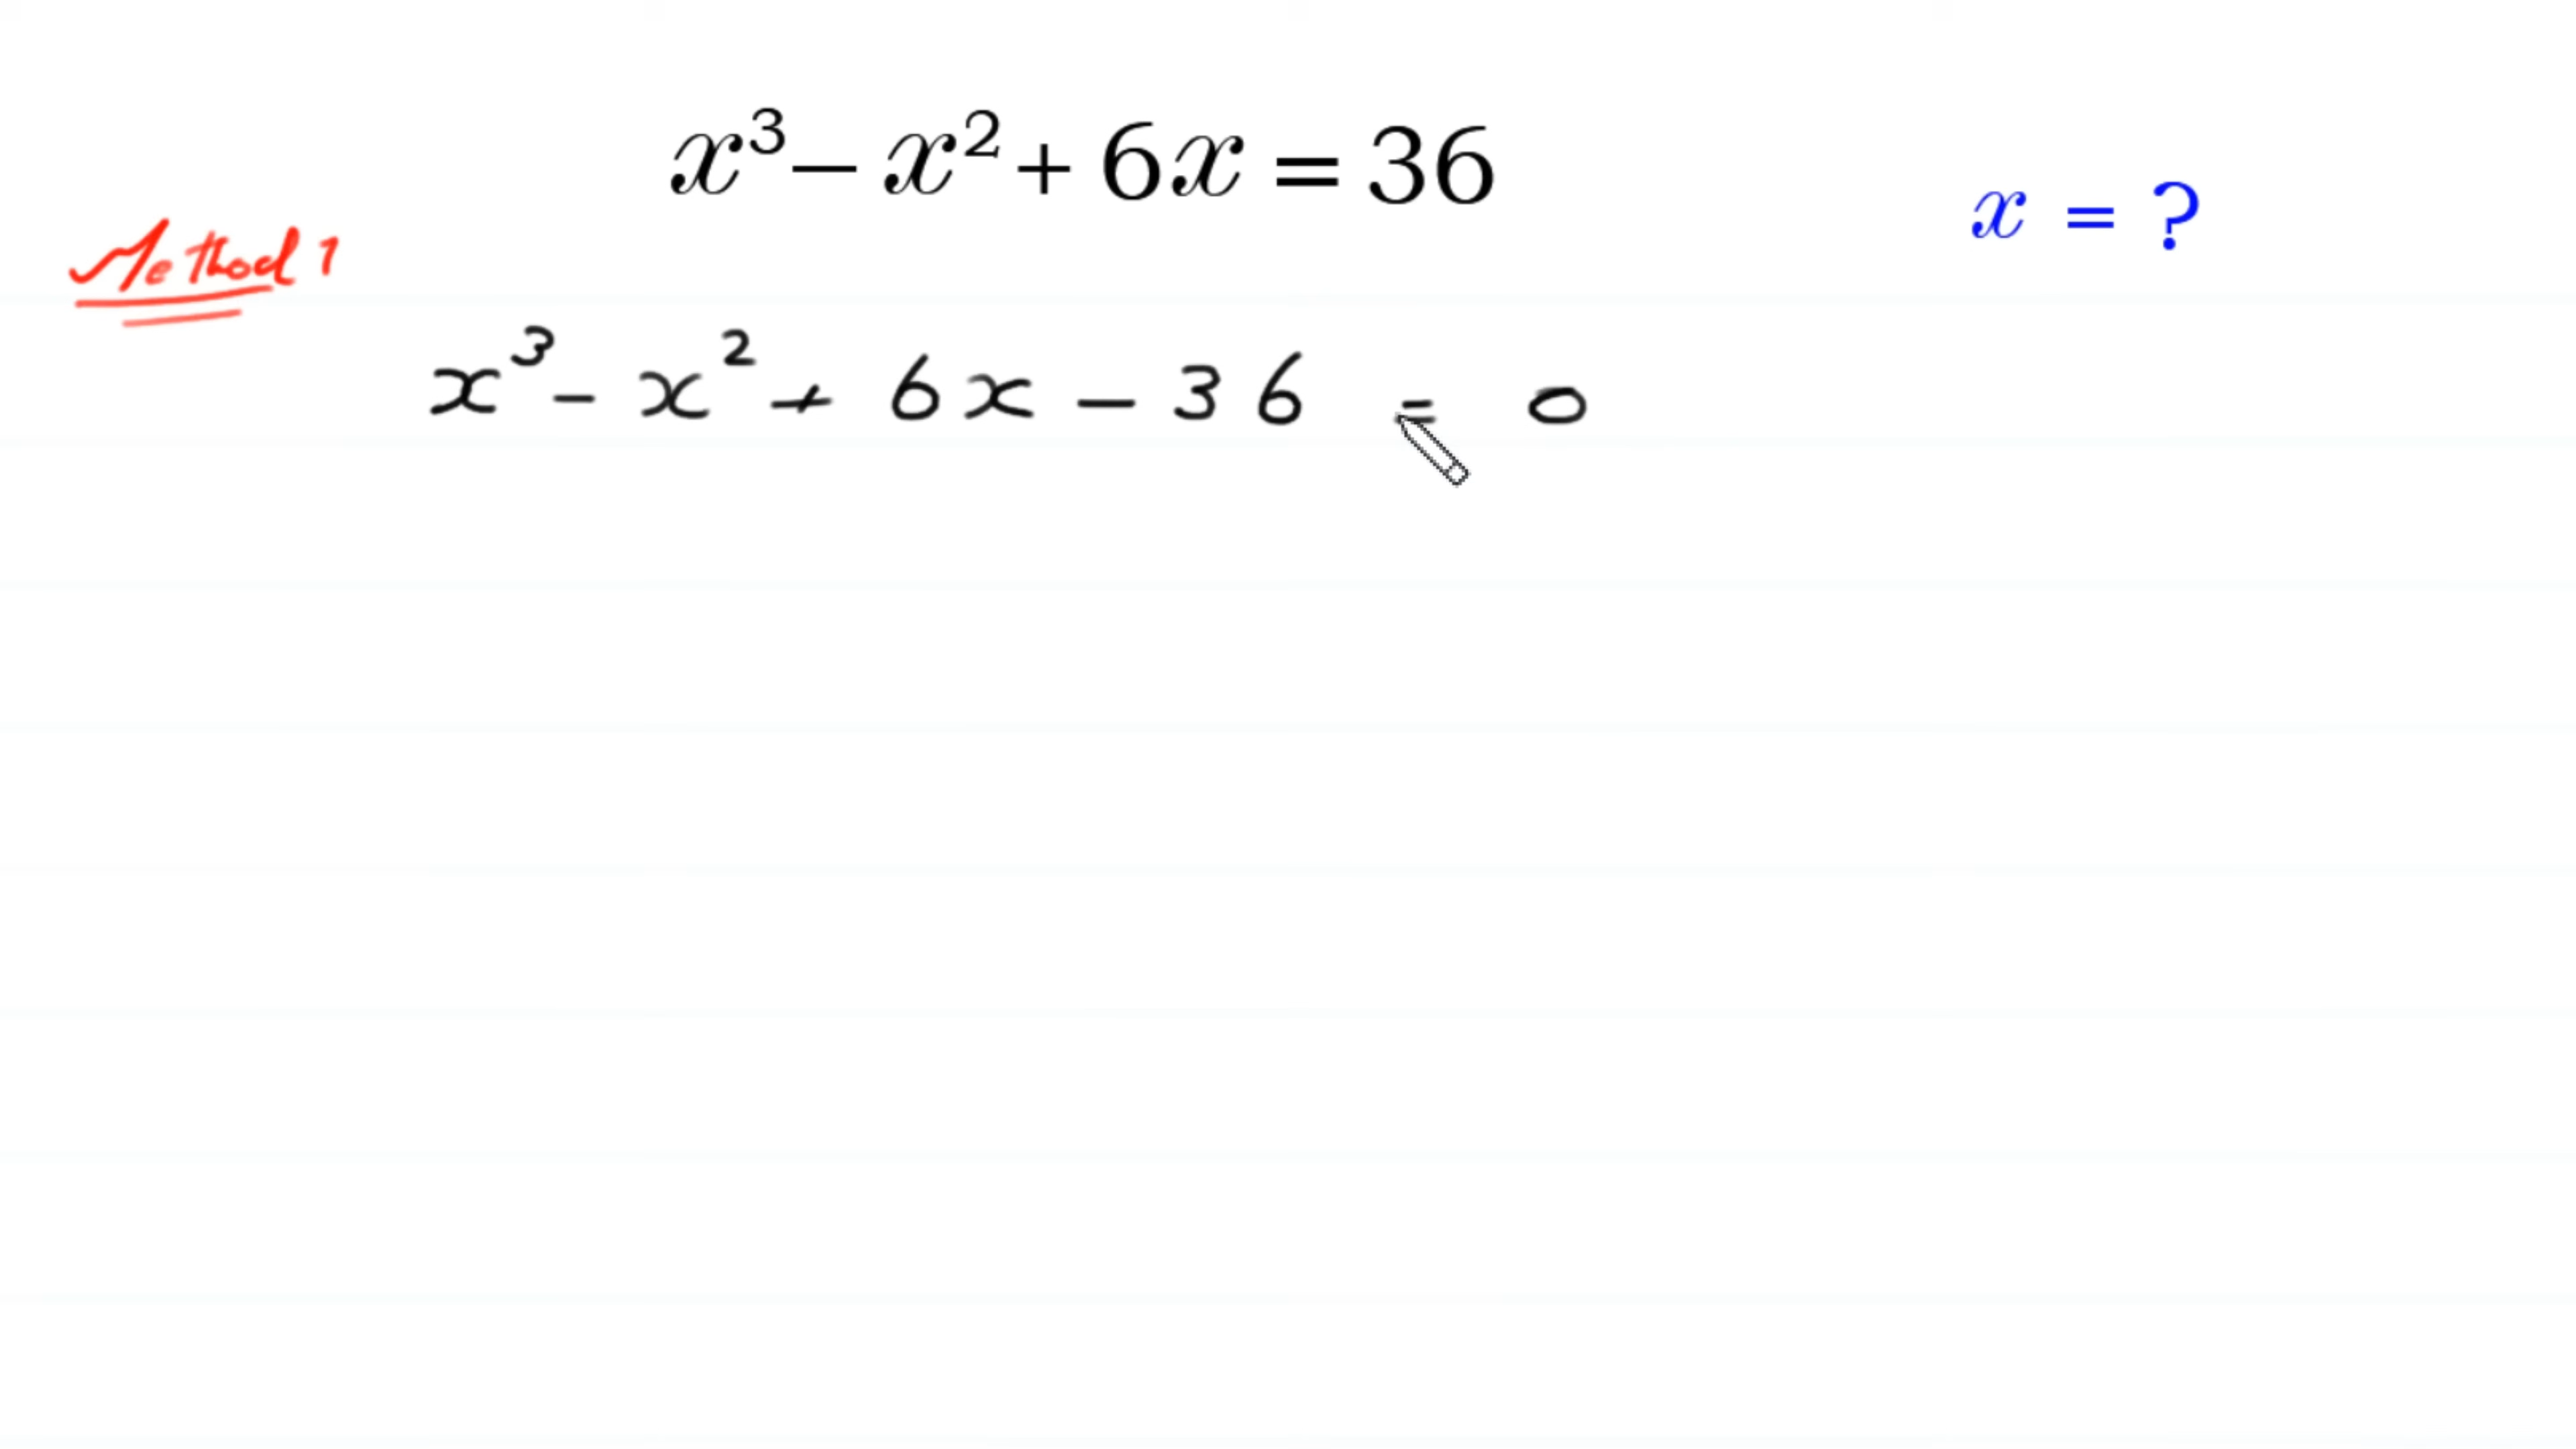 x³ − x² + 6x = 36
x = ?
Method 1
x³ − x² + 6x − 36 = 0